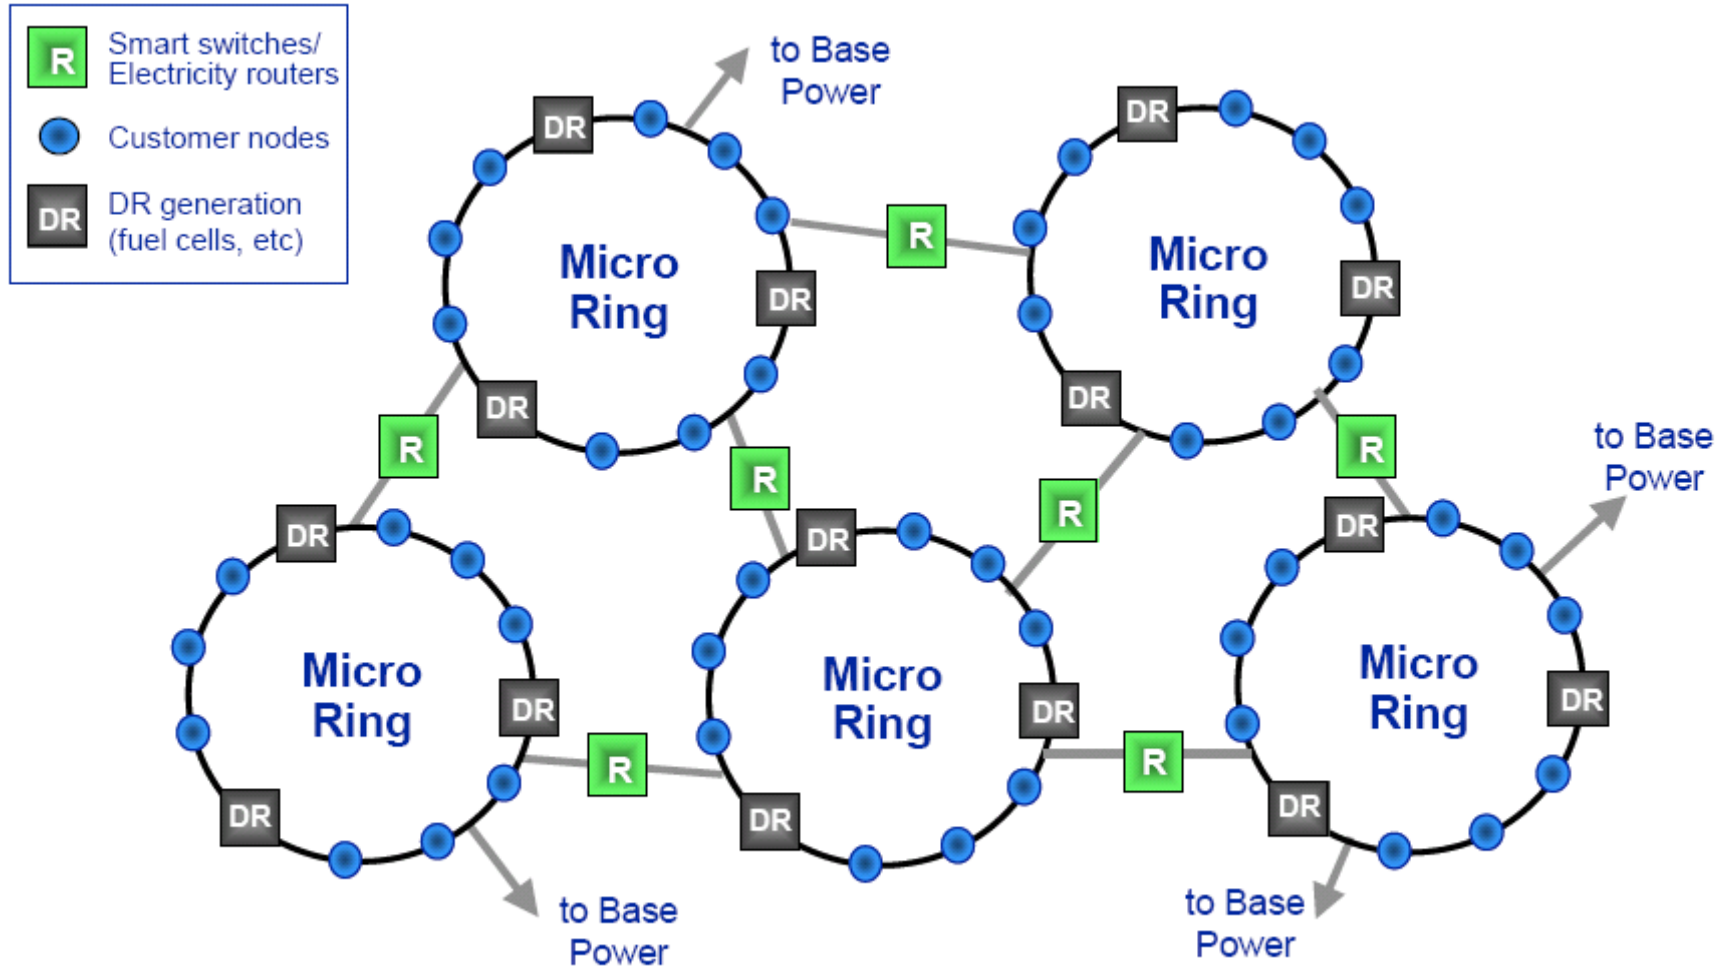 R
Smart switches/
Electricity routers
Customer nodes
DR
DR generation
(fuel cells, etc)
to Base
Power
DR
DR
R
Micro
Ring
Micro
Ring
DR
DR
DR
DR
R
R
R
R
to Base
Power
DR
DR
DR
Micro
Ring
Micro
Ring
Micro
Ring
DR
DR
DR
R
R
DR
DR
DR
to Base
Power
to Base
Power